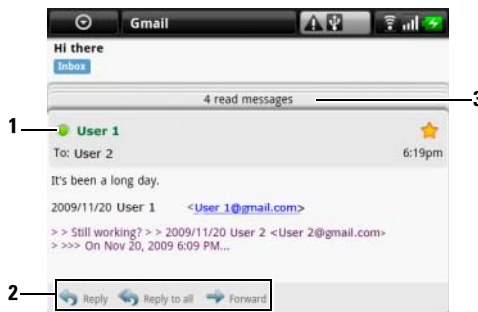 Gmail
Hi there
Inbox
4 read messages
3
1
User 1
To: User 2
6:19pm
It's been a long day.
2009/11/20 User 1 <User 1@gmail.com>
> > Still working? > > 2009/11/20 User 2 <User 2@gmail.com>
> >>> On Nov 20, 2009 6:09 PM...
2
Reply
Reply to all
Forward